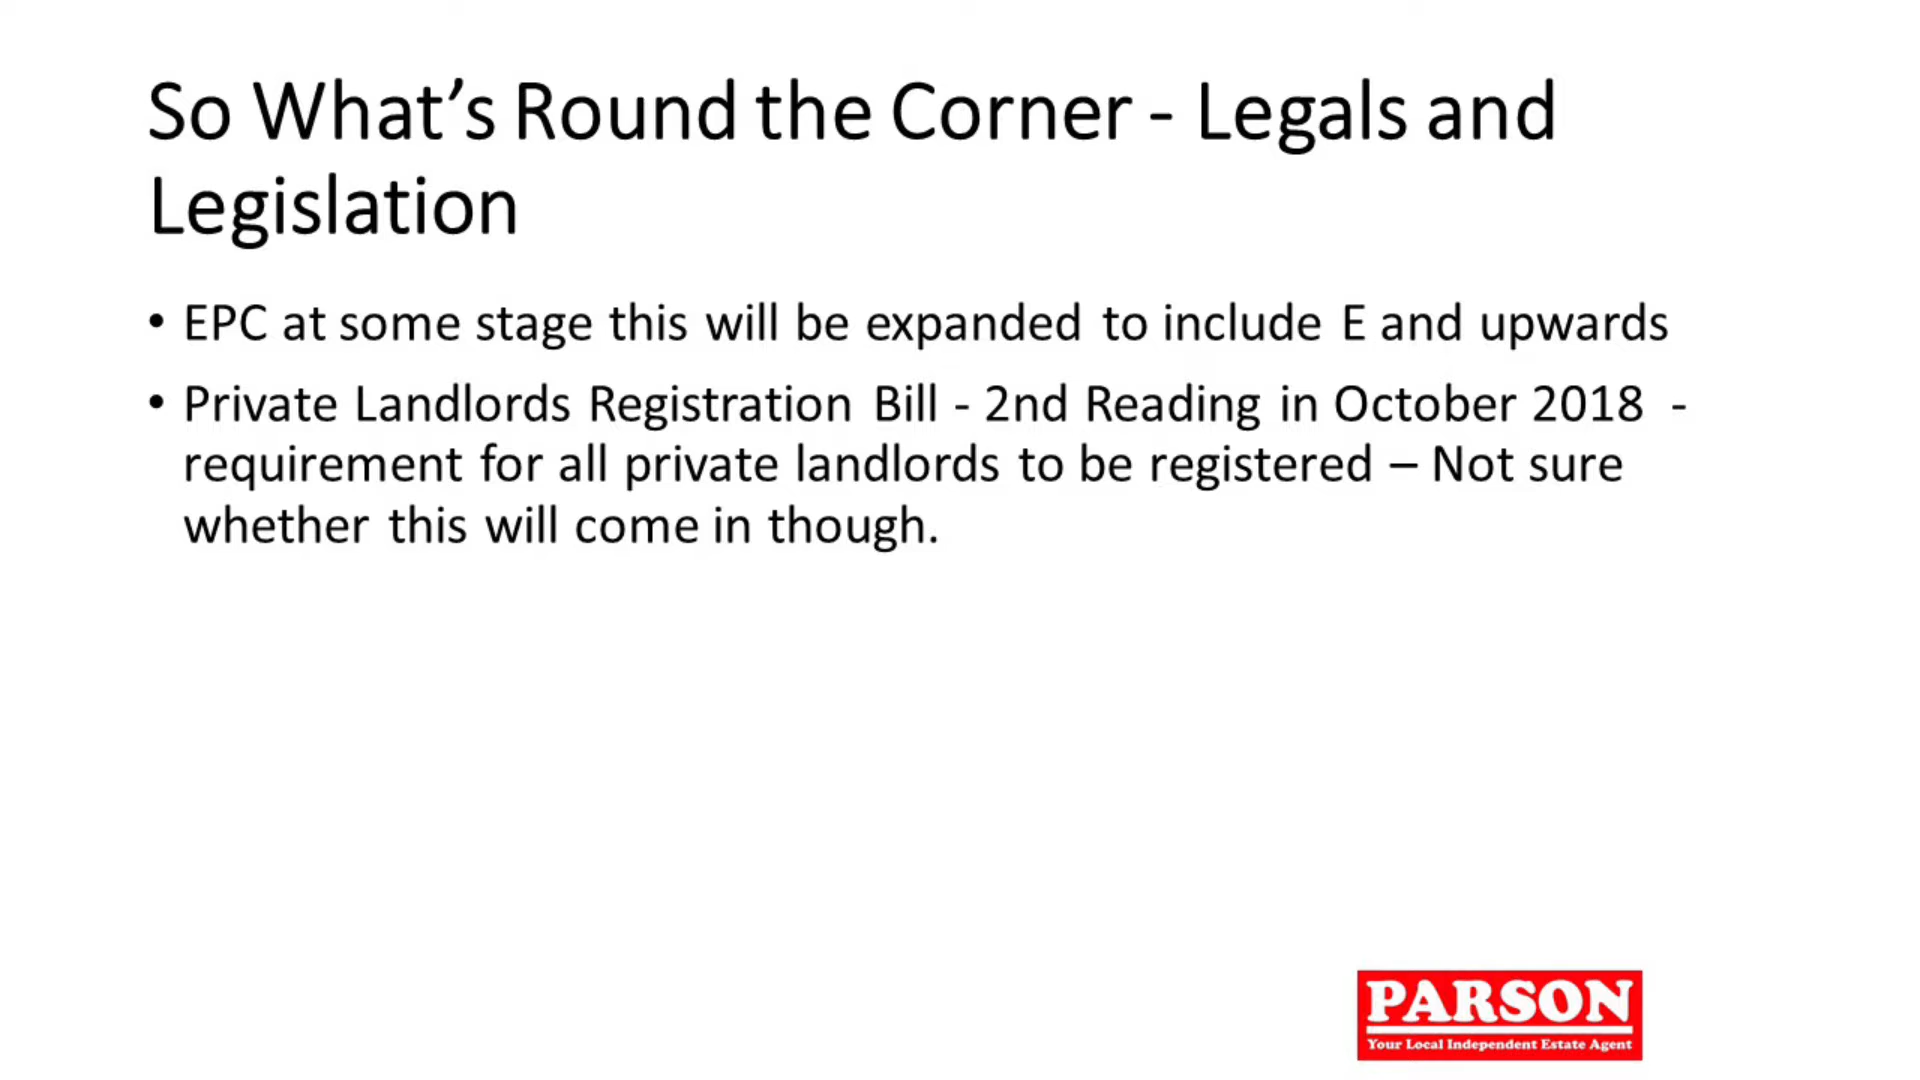 So What’s Round the Corner - Legals and
Legislation
• EPC at some stage this will be expanded to include E and upwards
• Private Landlords Registration Bill - 2nd Reading in October 2018 -
requirement for all private landlords to be registered – Not sure
whether this will come in though.
PARSON
Your Local Independent Estate Agent